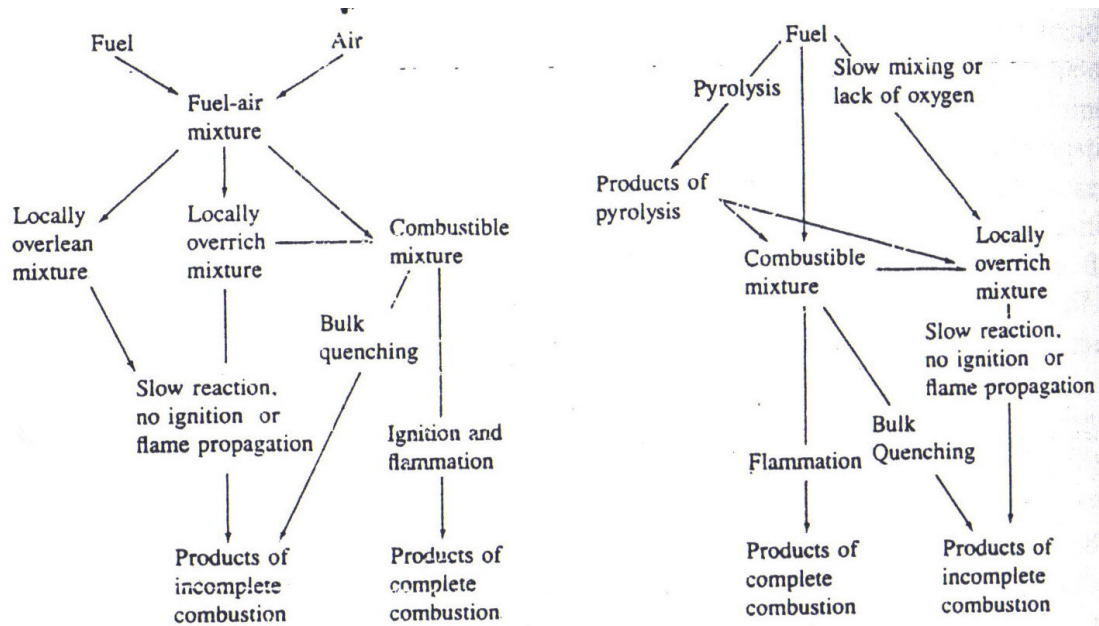 Fuel
Air
Fuel-air
mixture
Locally
overlean
mixture
Locally
overrich
mixture
Combustible
mixture
Bulk
quenching
Slow reaction,
no ignition or
flame propagation
Ignition and
flammation
Products of
incomplete
combustion
Products of
complete
combustion
Fuel
Pyrolysis
Slow mixing or
lack of oxygen
Products of
pyrolysis
Combustible
mixture
Locally
overrich
mixture
Slow reaction,
no ignition or
flame propagation
Bulk
Quenching
Flammation
Products of
complete
combustion
Products of
incomplete
combustion